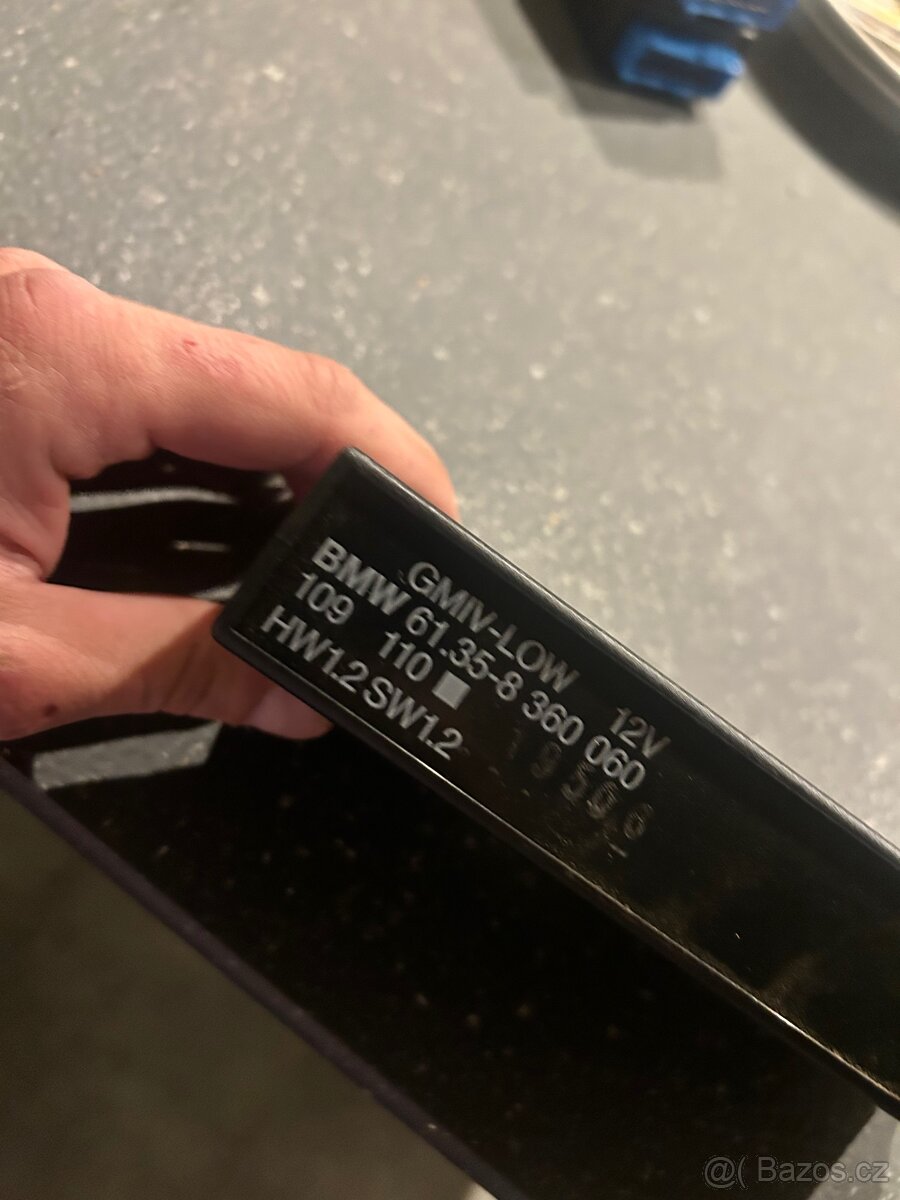 GMIV-LOW 12V
BMW 61.35-8 360 060
109 110
HW1.2 SW1.2
@( Bazos.cz